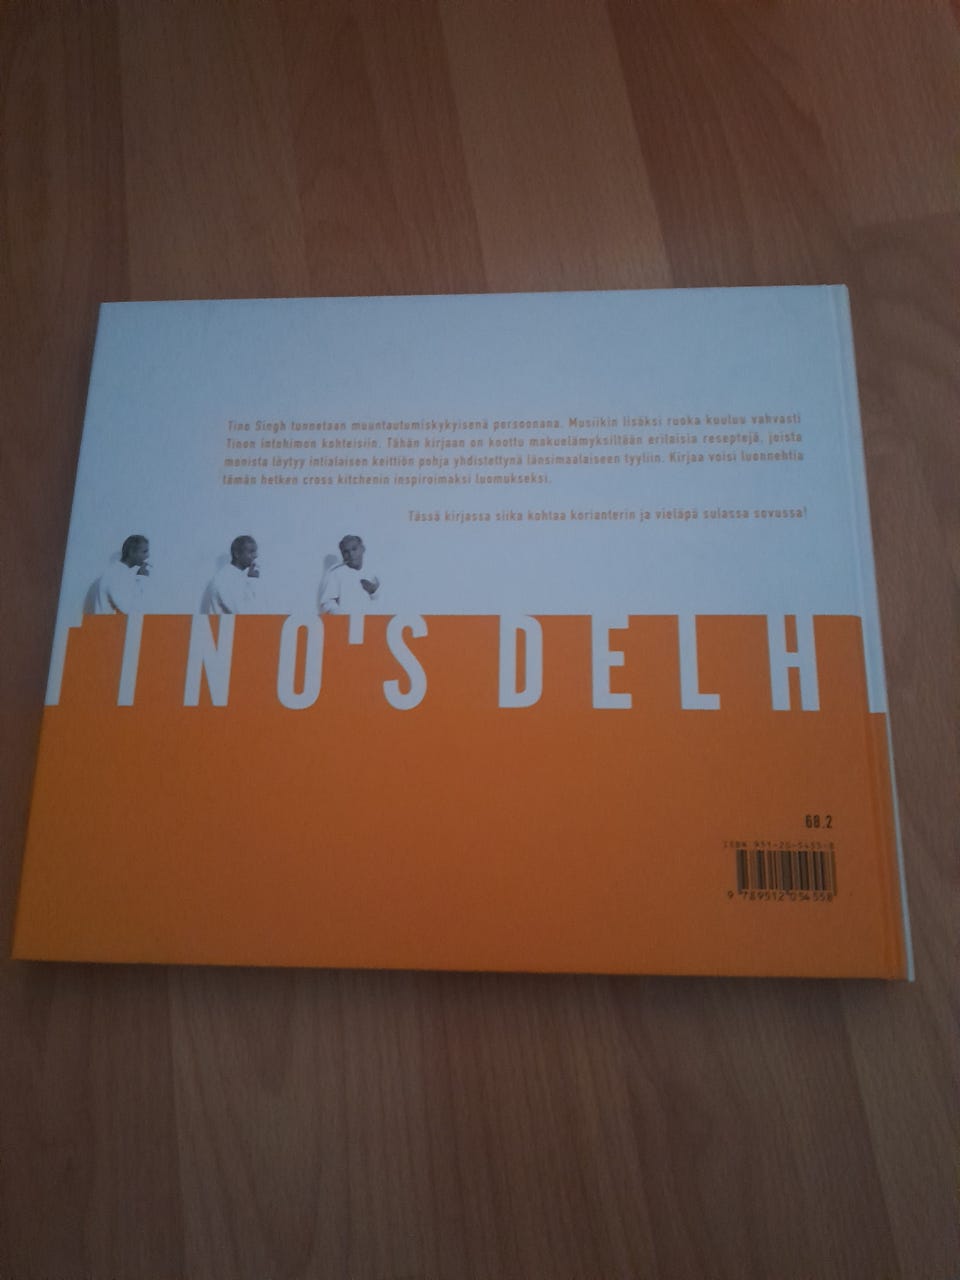 Tino Singh tunnetaan muuntautumiskykyisenä persoonana. Musiikin lisäksi ruoka kuuluu vahvasti
Tinon intohimon kohteisiin. Tähän kirjaan on koottu makuelämyksiltään erilaisia reseptejä, joista
monista löytyy intialaisen keittiön pohja yhdistettynä länsimaalaiseen tyyliin. Kirjaa voisi luonnehtia
tämän hetken cross kitchenin inspiroimaksi luomukseksi.
Tässä kirjassa siika kohtaa korianterin ja vieläpä sulassa sovussa!
TINO'S DELHI
68.2
ISBN 951-20-5455-8
9 789512 054558